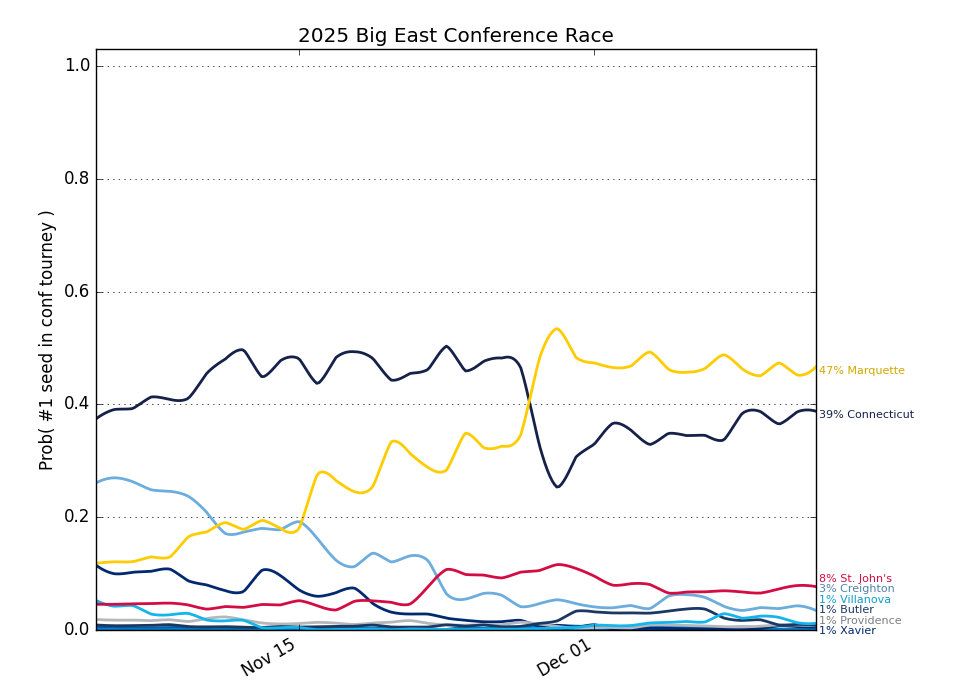 2025 Big East Conference Race
Prob( #1 seed in conf tourney )
1.0
0.8
0.6
0.4
0.2
0.0
Nov 15
Dec 01
47% Marquette
39% Connecticut
8% St. John's
3% Creighton
1% Villanova
1% Butler
1% Providence
1% Xavier